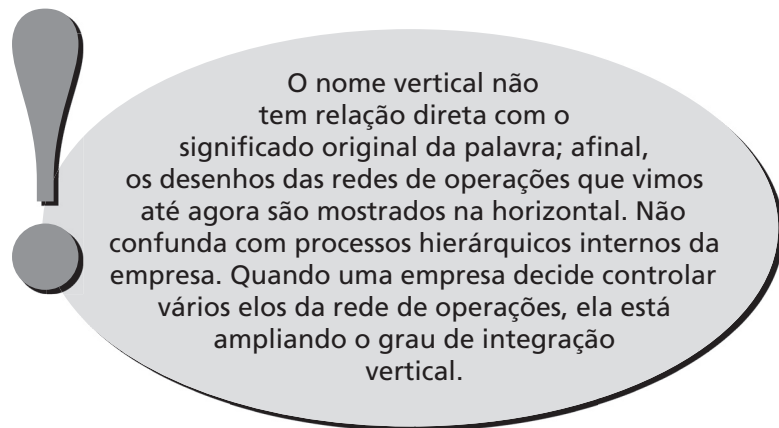 O nome vertical não
tem relação direta com o
significado original da palavra; afinal,
os desenhos das redes de operações que vimos
até agora são mostrados na horizontal. Não
confunda com processos hierárquicos internos da
empresa. Quando uma empresa decide controlar
vários elos da rede de operações, ela está
ampliando o grau de integração
vertical.